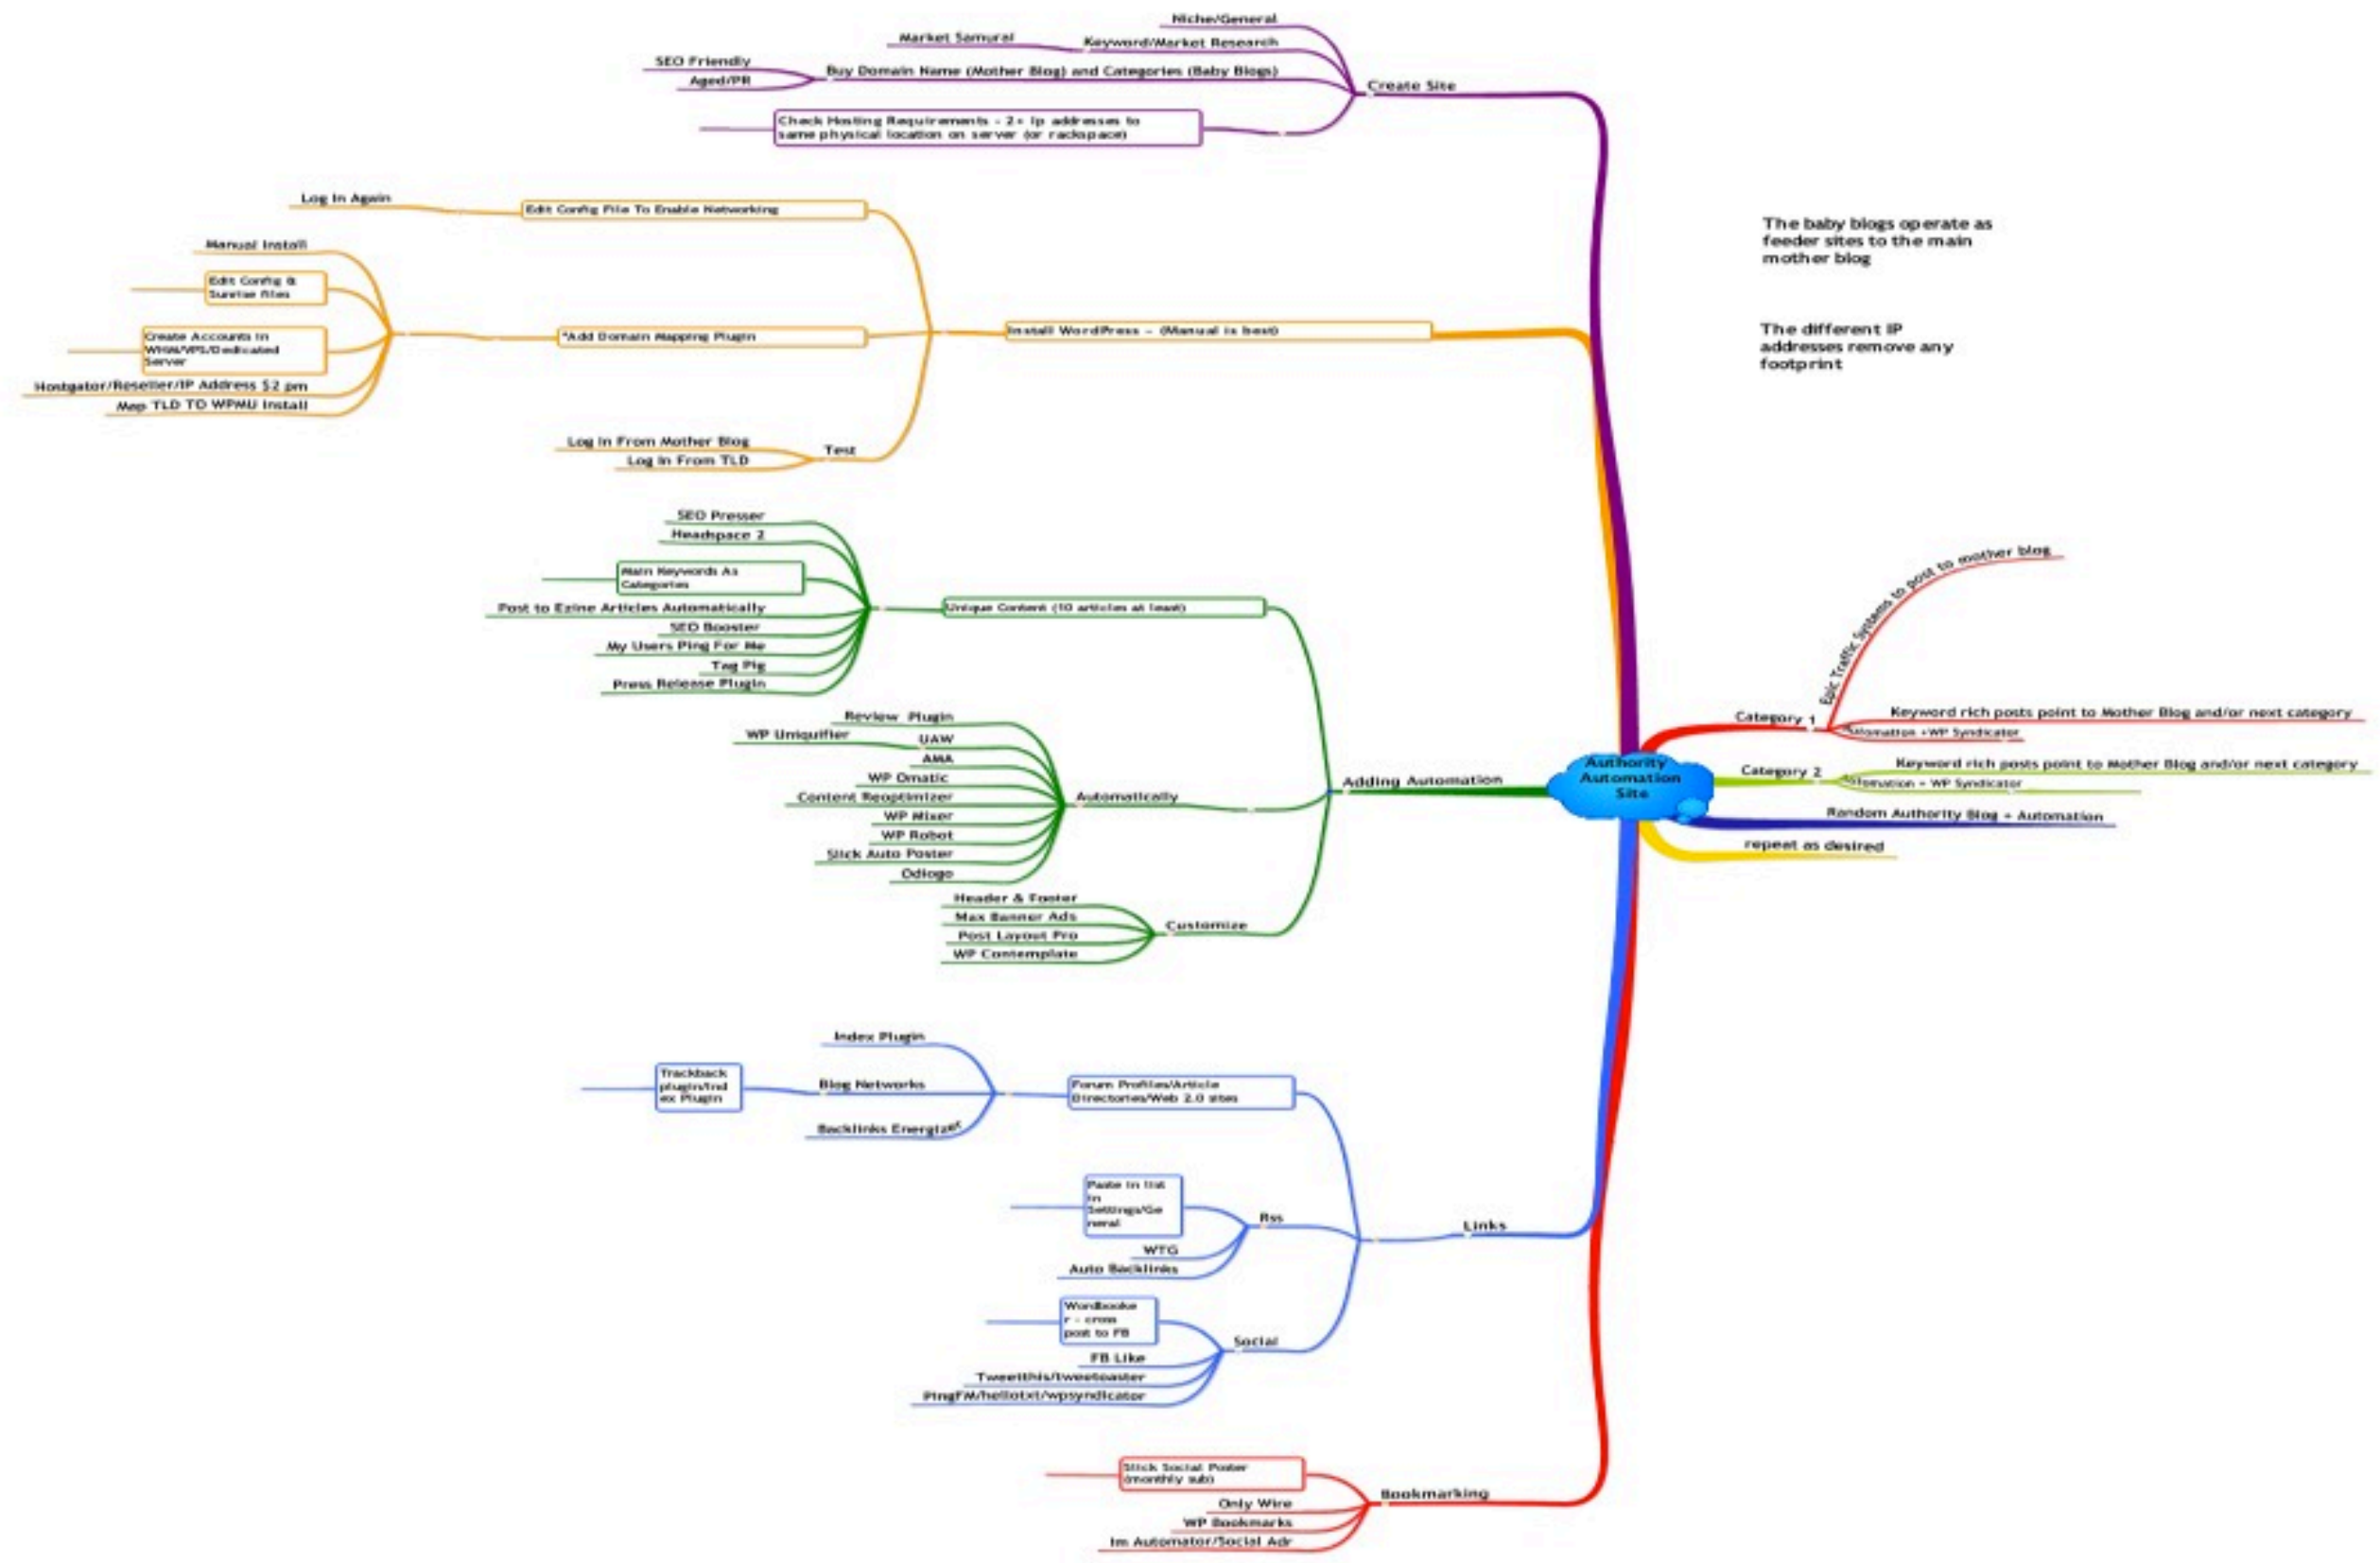 Niche/General
Market Samurai
Keyword/Market Research
SEO Friendly
Aged/PR
Buy Domain Name (Mother Blog) and Categories (Baby Blogs)
Create Site
Check Hosting Requirements - 2+ Ip addresses to
same physical location on server (or rackspace)
Log In Again
Edit Config File To Enable Networking
Manual Install
Edit Config &
Sunrise files
Create Accounts In
WHM/VPS/Dedicated
Server
Hostgator/Reseller/IP Address $2 pm
Map TLD TO WPMU Install
*Add Domain Mapping Plugin
Install WordPress - (Manual is best)
Log In From Mother Blog
Log In From TLD
Test
The baby blogs operate as
feeder sites to the main
mother blog
The different IP
addresses remove any
footprint
SEO Presser
Headspace 2
Main Keywords As
Categories
Post to Ezine Articles Automatically
SEO Booster
My Users Ping For Me
Tag Pig
Press Release Plugin
Unique Content (10 articles at least)
Review Plugin
WP Uniquifier
UAW
AMA
WP Omatic
Content Reoptimizer
WP Mixer
WP Robot
Slick Auto Poster
Odiogo
Automatically
Adding Automation
Header & Footer
Max Banner Ads
Post Layout Pro
WP Contemplate
Customize
Authority
Automation
Site
Epic Traffic Systems to post to mother blog
Category 1
Keyword rich posts point to Mother Blog and/or next category
Automation +WP Syndicator
Category 2
Keyword rich posts point to Mother Blog and/or next category
Automation + WP Syndicator
Random Authority Blog + Automation
repeat as desired
Index Plugin
Trackback
plugin/Ind
ex Plugin
Blog Networks
Backlinks Energizer
Forum Profiles/Article
Directories/Web 2.0 sites
Paste in list
in
Settings/Ge
neral
Rss
WTG
Auto Backlinks
Links
Wordbooke
r - cross
post to FB
Social
FB Like
Tweetthis/tweetoaster
PingFM/hellotxt/wpsyndicator
Slick Social Poster
(monthly sub)
Only Wire
WP Bookmarks
Im Automator/Social Adr
Bookmarking